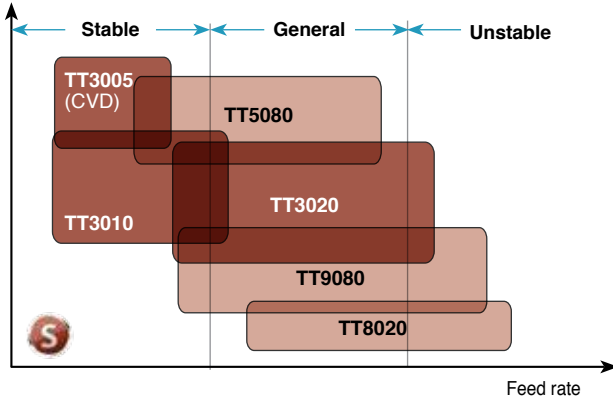 Stable
General
Unstable
TT3005
(CVD)
TT5080
TT3010
TT3020
TT9080
TT8020
S
Feed rate